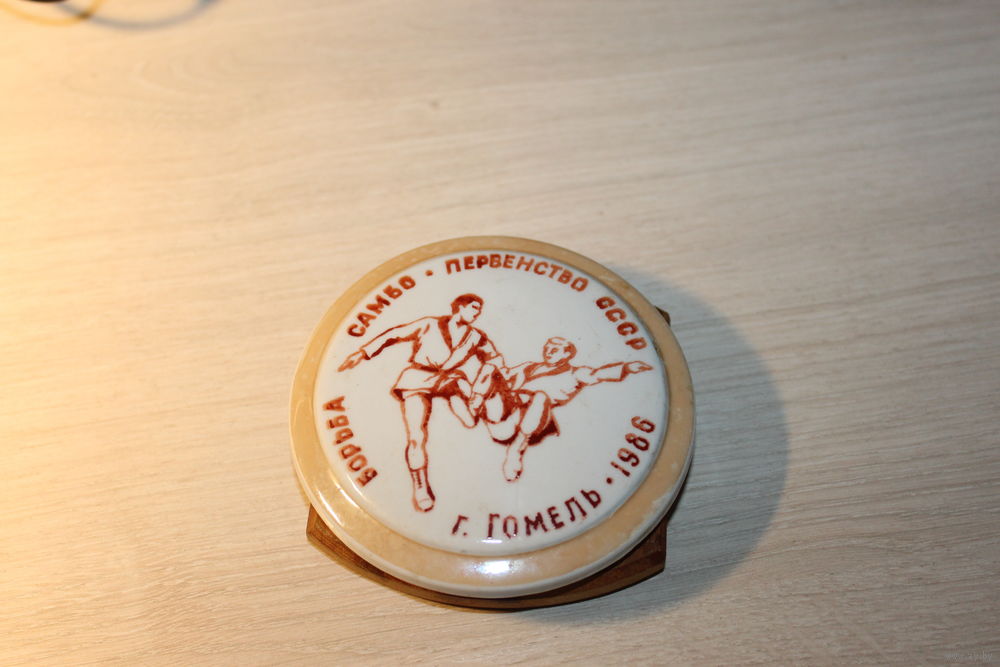 БОРЬБА САМБО • ПЕРВЕНСТВО СССР
Г. ГОМЕЛЬ • 1986